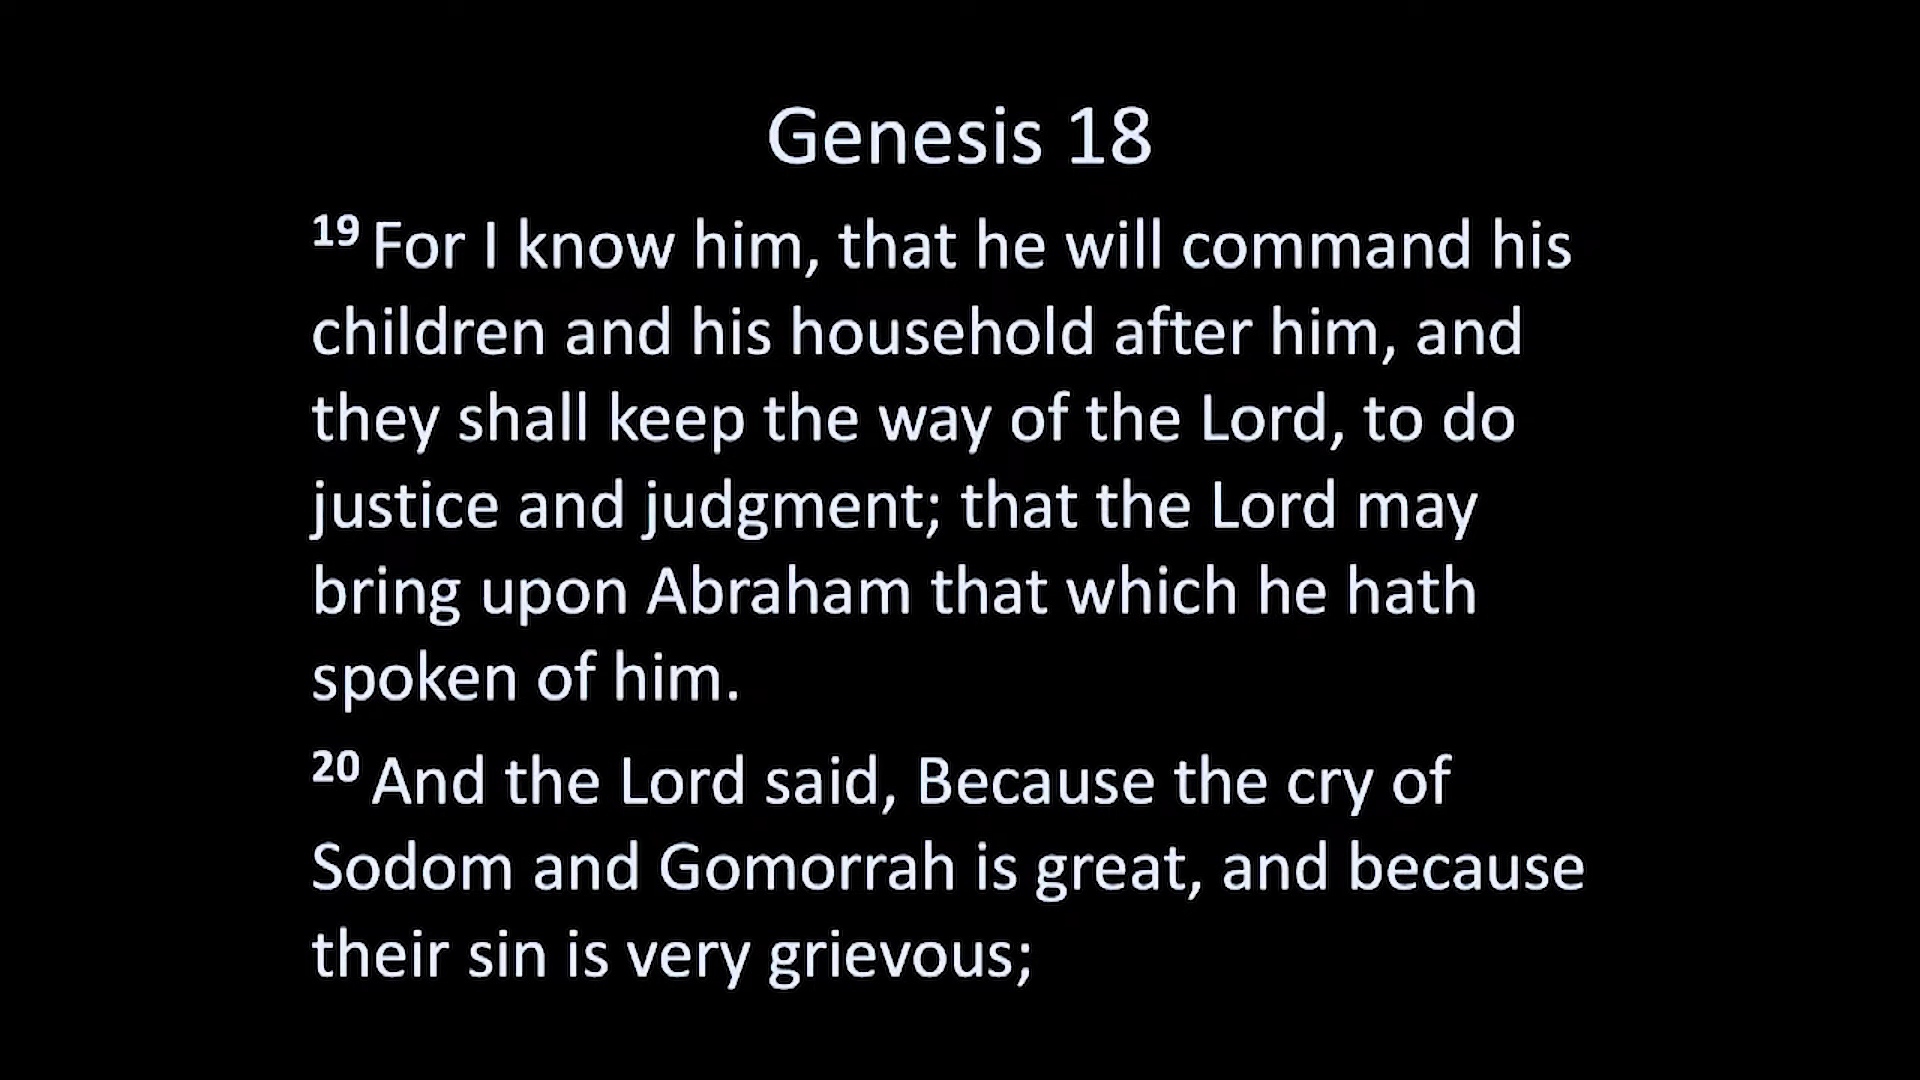 Genesis 18
19 For I know him, that he will command his
children and his household after him, and
they shall keep the way of the Lord, to do
justice and judgment; that the Lord may
bring upon Abraham that which he hath
spoken of him.
20 And the Lord said, Because the cry of
Sodom and Gomorrah is great, and because
their sin is very grievous;